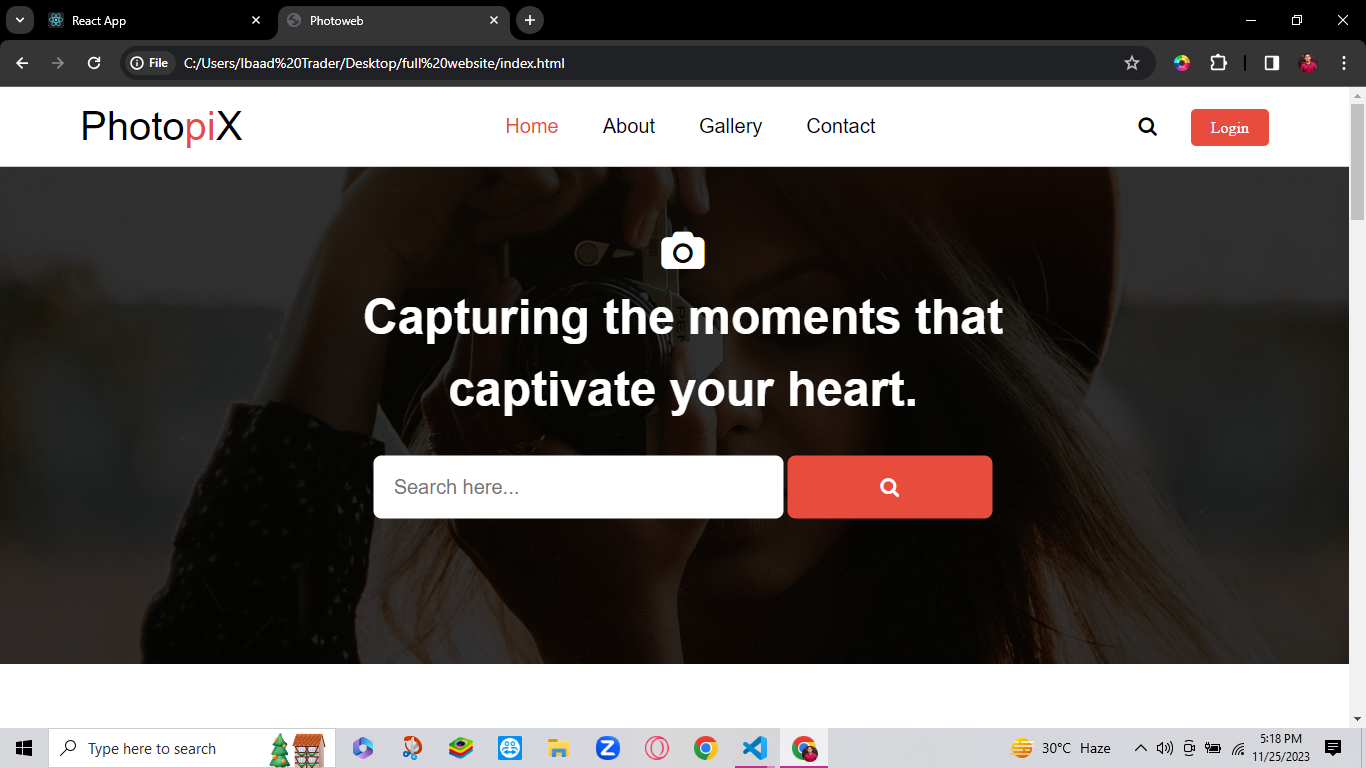 React App
Photoweb
File C:/Users/Ibaad%20Trader/Desktop/full%20website/index.html
PhotopiX
Home About Gallery Contact
Login
Capturing the moments that
captivate your heart.
Search here...
Type here to search
30°C Haze
5:18 PM
11/25/2023